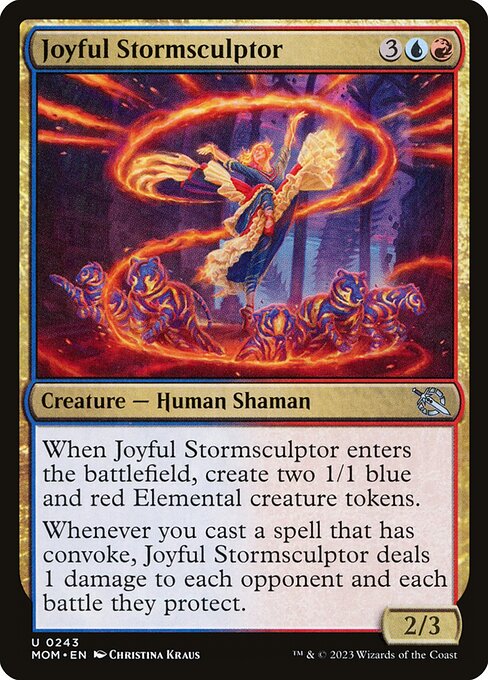 Joyful Stormsculptor 3
Creature — Human Shaman
When Joyful Stormsculptor enters
the battlefield, create two 1/1 blue
and red Elemental creature tokens.
Whenever you cast a spell that has
convoke, Joyful Stormsculptor deals
1 damage to each opponent and each
battle they protect.
2/3
U 0243
MOM • EN Christina Kraus
™ & © 2023 Wizards of the Coast